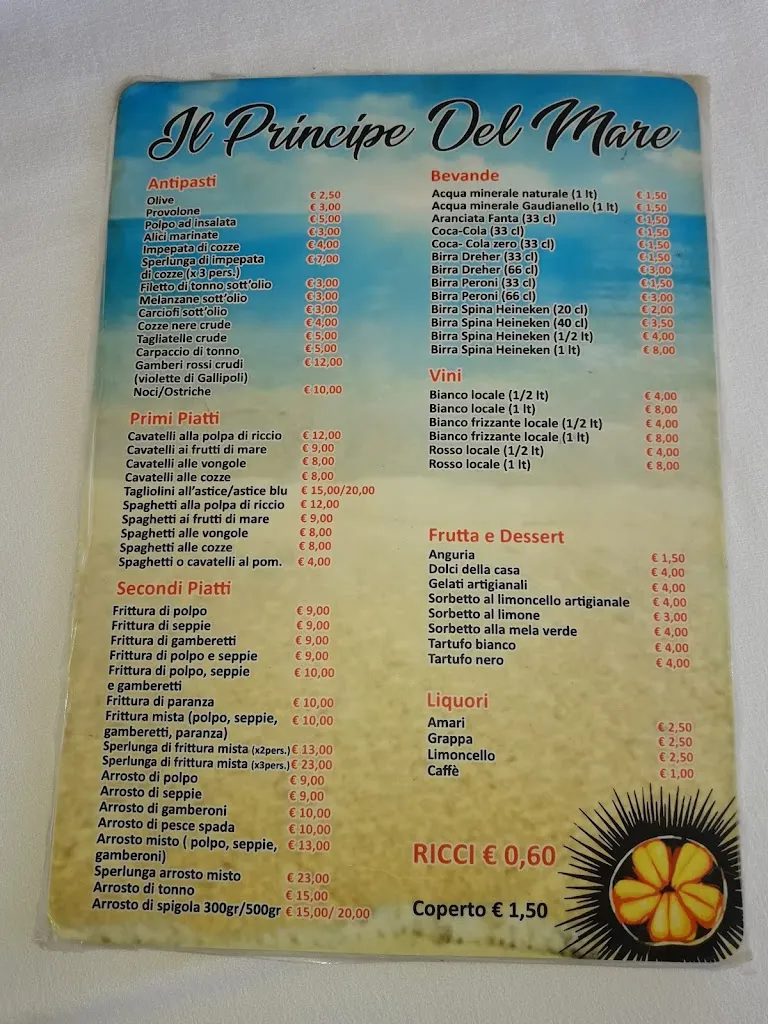 Il Principe Del Mare
Antipasti
Olive € 2,50
Provolone € 3,00
Polpo ad insalata € 5,00
Alici marinate € 3,00
Impepata di cozze € 4,00
Sperlunga di impepata € 7,00
di cozze (x 3 pers.)
Filetto di tonno sott'olio € 3,00
Melanzane sott'olio € 3,00
Carciofi sott'olio € 3,00
Cozze nere crude € 4,00
Tagliatelle crude € 5,00
Carpaccio di tonno € 5,00
Gamberi rossi crudi € 12,00
(violette di Gallipoli)
Noci/Ostriche € 10,00
Primi Piatti
Cavatelli alla polpa di riccio € 12,00
Cavatelli ai frutti di mare € 9,00
Cavatelli alle vongole € 8,00
Cavatelli alle cozze € 8,00
Tagliolini all'astice/astice blu € 15,00/20,00
Spaghetti alla polpa di riccio € 12,00
Spaghetti ai frutti di mare € 9,00
Spaghetti alle vongole € 8,00
Spaghetti alle cozze € 8,00
Spaghetti o cavatelli al pom. € 4,00
Secondi Piatti
Frittura di polpo € 9,00
Frittura di seppie € 9,00
Frittura di gamberetti € 9,00
Frittura di polpo e seppie € 9,00
Frittura di polpo, seppie € 10,00
e gamberetti
Frittura di paranza € 10,00
Frittura mista (polpo, seppie, € 10,00
gamberetti, paranza)
Sperlunga di frittura mista (x2pers.) € 13,00
Sperlunga di frittura mista (x3pers.) € 23,00
Arrosto di polpo € 9,00
Arrosto di seppie € 9,00
Arrosto di gamberoni € 10,00
Arrosto di pesce spada € 10,00
Arrosto misto ( polpo, seppie, € 13,00
gamberoni)
Sperlunga arrosto misto € 23,00
Arrosto di tonno € 15,00
Arrosto di spigola 300gr/500gr € 15,00/ 20,00
Bevande
Acqua minerale naturale (1 lt) € 1,50
Acqua minerale Gaudianello (1 lt) € 1,50
Aranciata Fanta (33 cl) € 1,50
Coca-Cola (33 cl) € 1,50
Coca- Cola zero (33 cl) € 1,50
Birra Dreher (33 cl) € 1,50
Birra Dreher (66 cl) € 3,00
Birra Peroni (33 cl) € 1,50
Birra Peroni (66 cl) € 3,00
Birra Spina Heineken (20 cl) € 2,00
Birra Spina Heineken (40 cl) € 3,50
Birra Spina Heineken (1/2 lt) € 4,00
Birra Spina Heineken (1 lt) € 8,00
Vini
Bianco locale (1/2 lt) € 4,00
Bianco locale (1 lt) € 8,00
Bianco frizzante locale (1/2 lt) € 4,00
Bianco frizzante locale (1 lt) € 8,00
Rosso locale (1/2 lt) € 4,00
Rosso locale (1 lt) € 8,00
Frutta e Dessert
Anguria € 1,50
Dolci della casa € 4,00
Gelati artigianali € 4,00
Sorbetto al limoncello artigianale € 4,00
Sorbetto al limone € 3,00
Sorbetto alla mela verde € 4,00
Tartufo bianco € 4,00
Tartufo nero € 4,00
Liquori
Amari € 2,50
Grappa € 2,50
Limoncello € 2,50
Caffè € 1,00
RICCI € 0,60
Coperto € 1,50